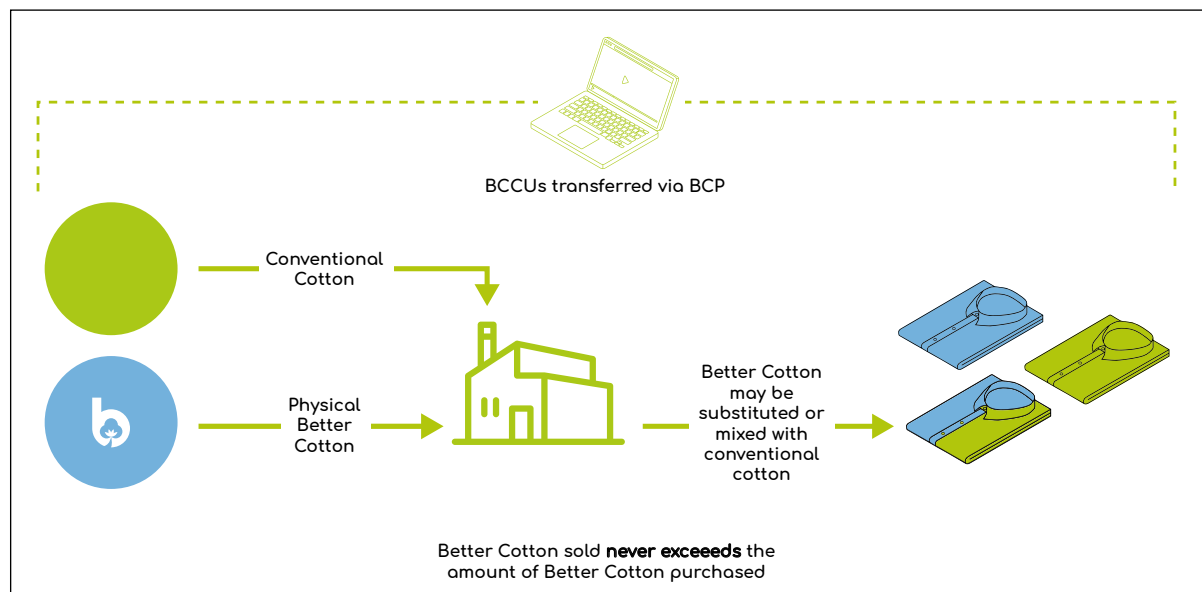 BCCUs transferred via BCP
Conventional
Cotton
b
Physical
Better
Cotton
Better Cotton
may be
substituted or
mixed with
conventional
cotton
Better Cotton sold never exceeeds the
amount of Better Cotton purchased